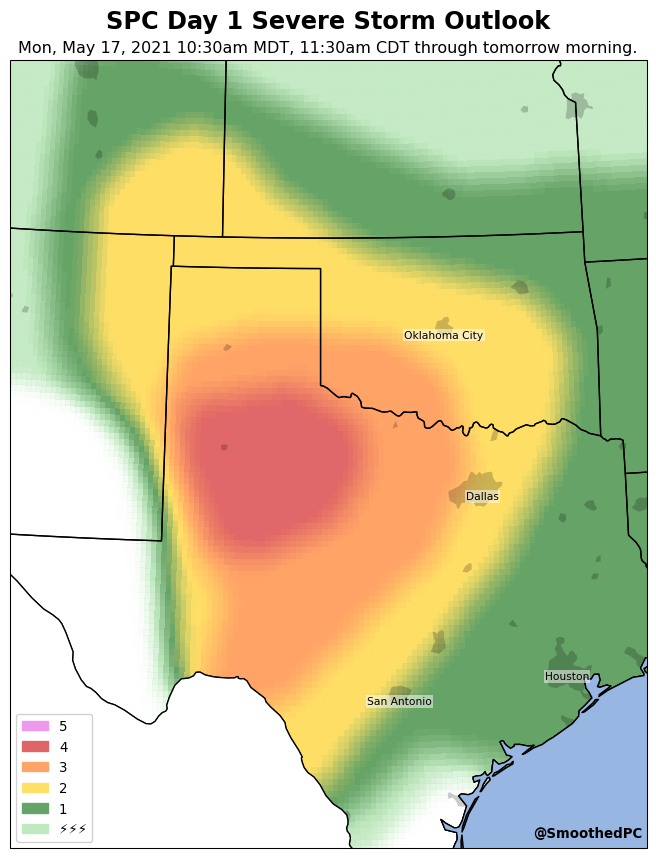 SPC Day 1 Severe Storm Outlook
Mon, May 17, 2021 10:30am MDT, 11:30am CDT through tomorrow morning.
Oklahoma City
Dallas
Houston
San Antonio
5
4
3
2
1
⚡⚡⚡
@SmoothedPC